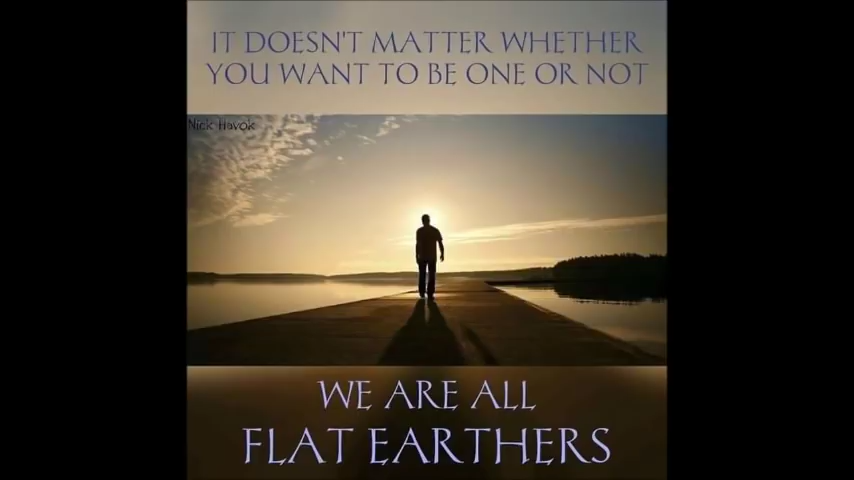 IT DOESN'T MATTER WHETHER
YOU WANT TO BE ONE OR NOT
Nick Havok
WE ARE ALL
FLAT EARTHERS